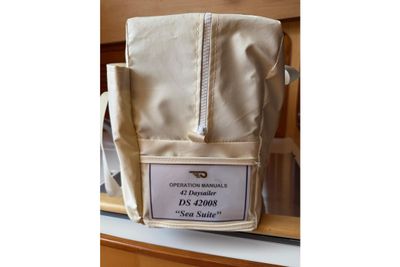 OPERATION MANUALS
42 Daysailer
DS 42008
"Sea Suite"